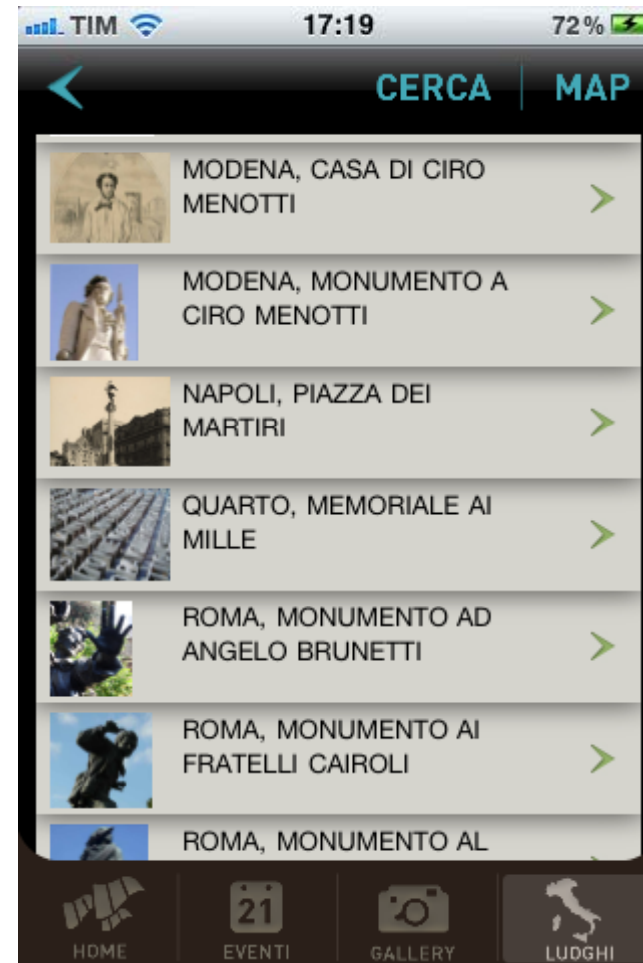 TIM 17:19 72%
CERCA MAP
MODENA, CASA DI CIRO
MENOTTI
MODENA, MONUMENTO A
CIRO MENOTTI
NAPOLI, PIAZZA DEI
MARTIRI
QUARTO, MEMORIALE AI
MILLE
ROMA, MONUMENTO AD
ANGELO BRUNETTI
ROMA, MONUMENTO AI
FRATELLI CAIROLI
ROMA, MONUMENTO AL
21
HOME EVENTI GALLERY LUOGHI